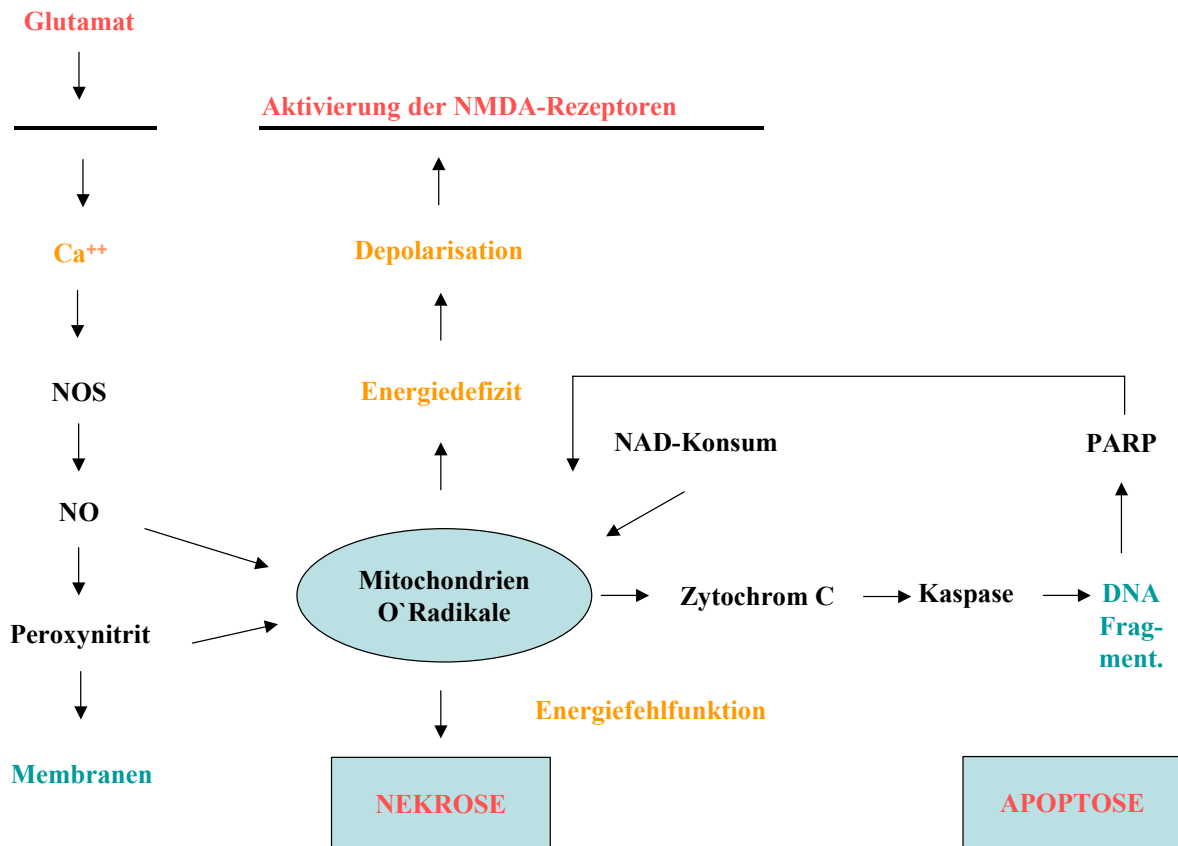 Glutamat
Aktivierung der NMDA-Rezeptoren
Ca⁺⁺
Depolarisation
NOS
Energiedefizit
NAD-Konsum
PARP
NO
Mitochondrien
O`Radikale
Zytochrom C
Kaspase
DNA
Frag-
ment.
Peroxynitrit
Energiefehlfunktion
Membranen
NEKROSE
APOPTOSE